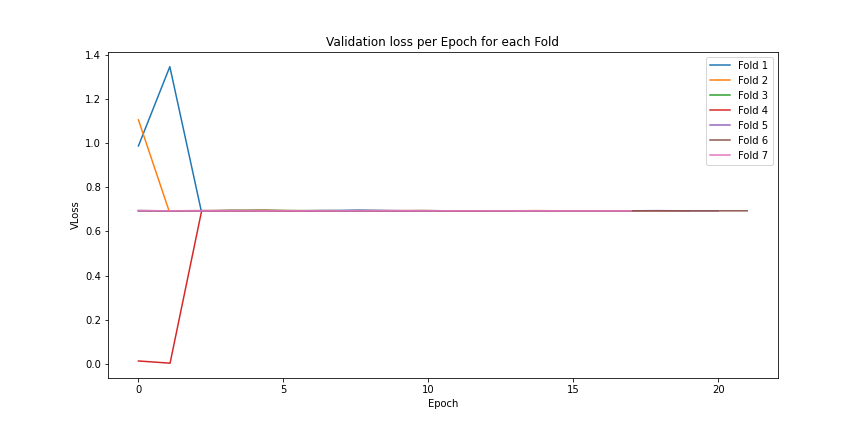 Validation loss per Epoch for each Fold
1.4
1.2
1.0
0.8
0.6
0.4
0.2
0.0
VLoss
0
5
10
15
20
Epoch
Fold 1
Fold 2
Fold 3
Fold 4
Fold 5
Fold 6
Fold 7